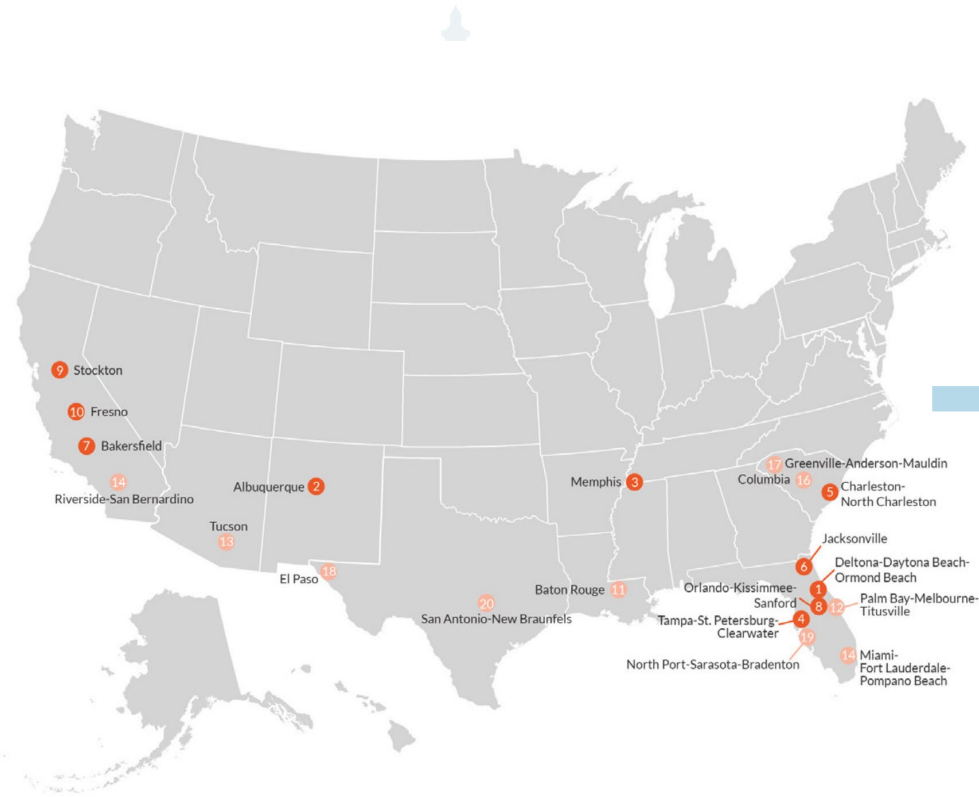 9 Stockton
10 Fresno
7 Bakersfield
14
Riverside-San Bernardino
Albuquerque 2
Tucson
13
El Paso 18
20
San Antonio-New Braunfels
Memphis 3
Baton Rouge 11
17 Greenville-Anderson-Mauldin
Columbia 16
5 Charleston-
North Charleston
Jacksonville
6
Deltona-Daytona Beach-
Ormond Beach
1
Orlando-Kissimmee-
Sanford
8
12 Palm Bay-Melbourne-
Titusville
Tampa-St. Petersburg-
Clearwater
4
19
North Port-Sarasota-Bradenton
14 Miami-
Fort Lauderdale-
Pompano Beach